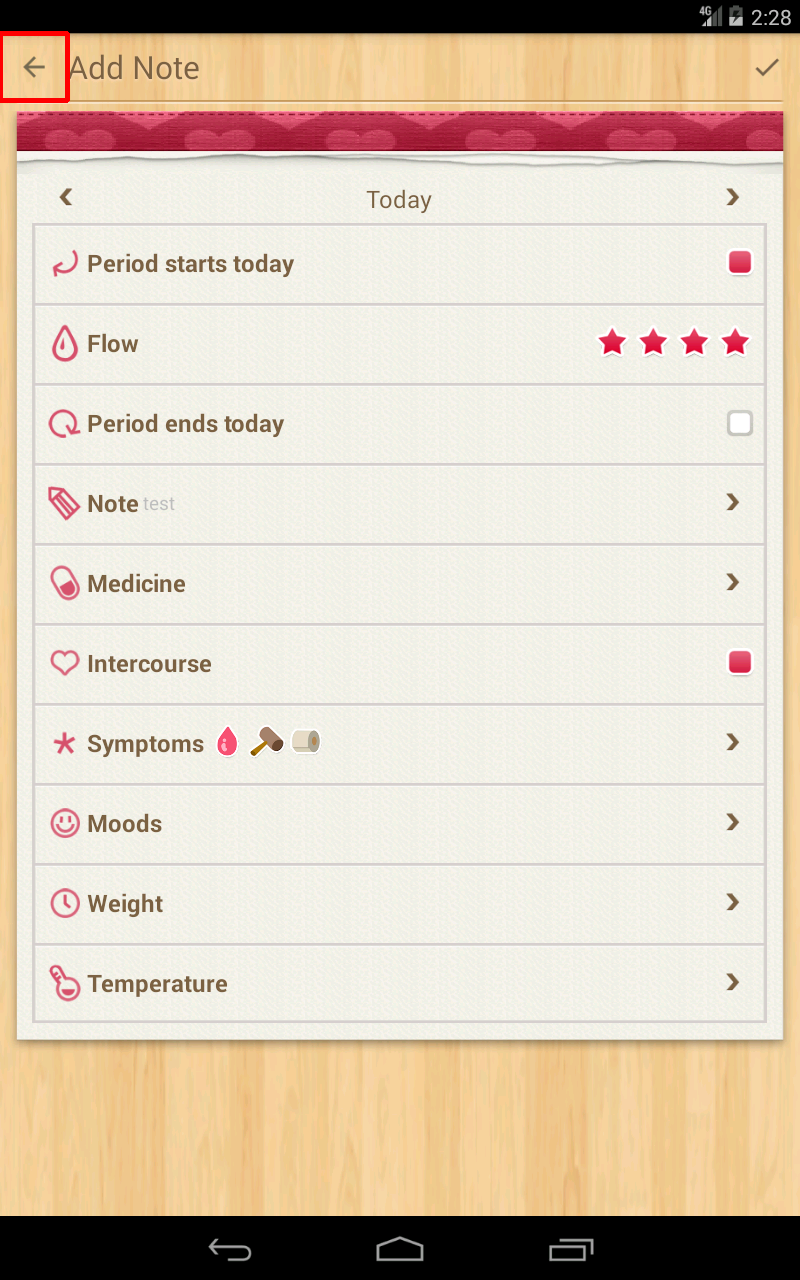 4G 2:28
Add Note
Today
Period starts today
Flow
Period ends today
Note test
Medicine
Intercourse
Symptoms
Moods
Weight
Temperature